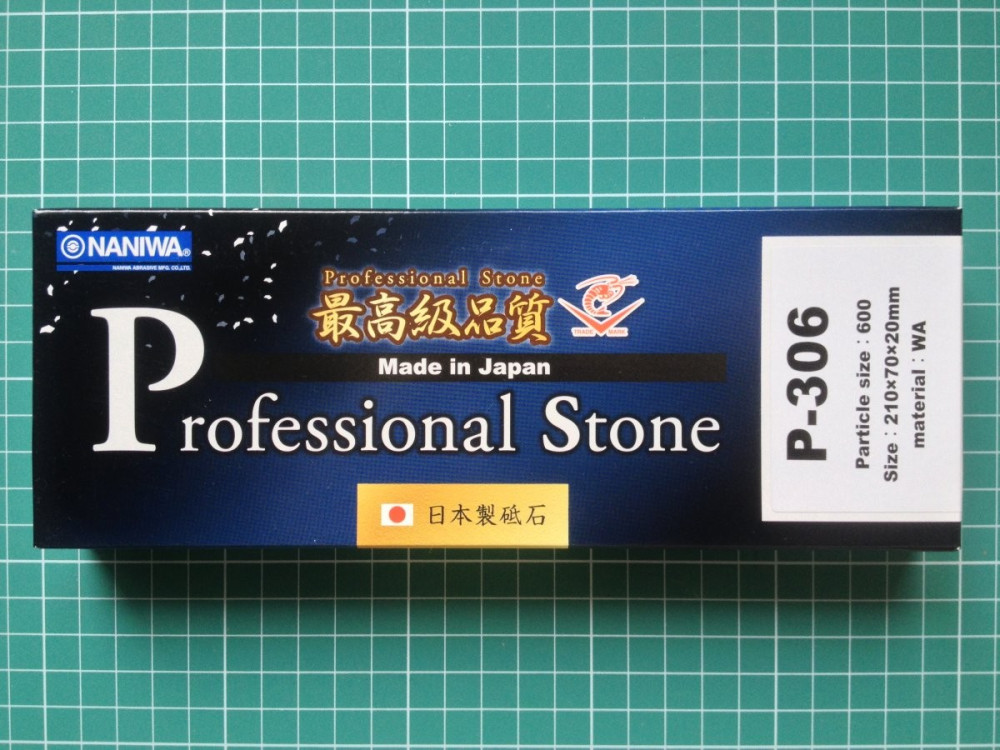 NANIWA®
NANIWA ABRASIVE MFG. CO.,LTD.
Professional Stone
最高級品質
TRADE MARK
Made in Japan
Professional Stone
日本製砥石
P-306
Particle size : 600
Size : 210×70×20mm
material : WA